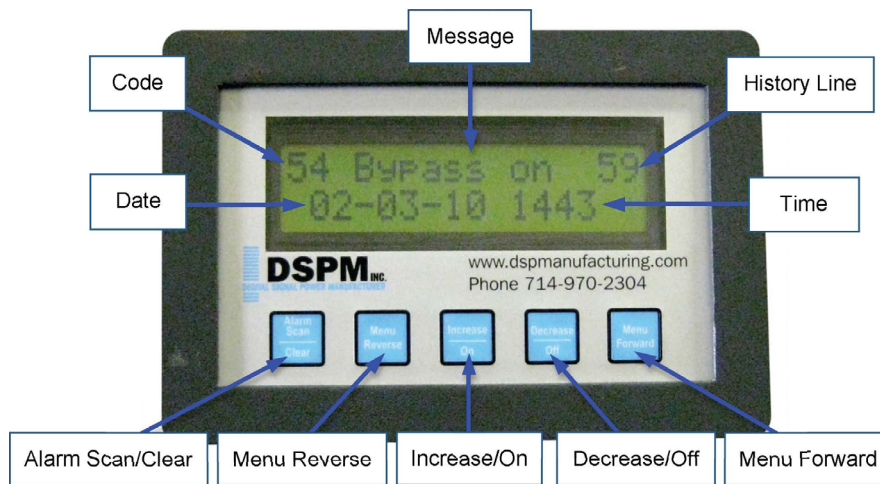 Message
Code
History Line
54 Bypass on 59
Date
02-03-10 1443
Time
DSPM INC.
DIGITAL SIGNAL POWER MANUFACTURER
www.dspmanufacturing.com
Phone 714-970-2304
Alarm Scan
Clear
Menu Reverse
Increase
On
Decrease
Off
Menu Forward
Alarm Scan/Clear
Menu Reverse
Increase/On
Decrease/Off
Menu Forward